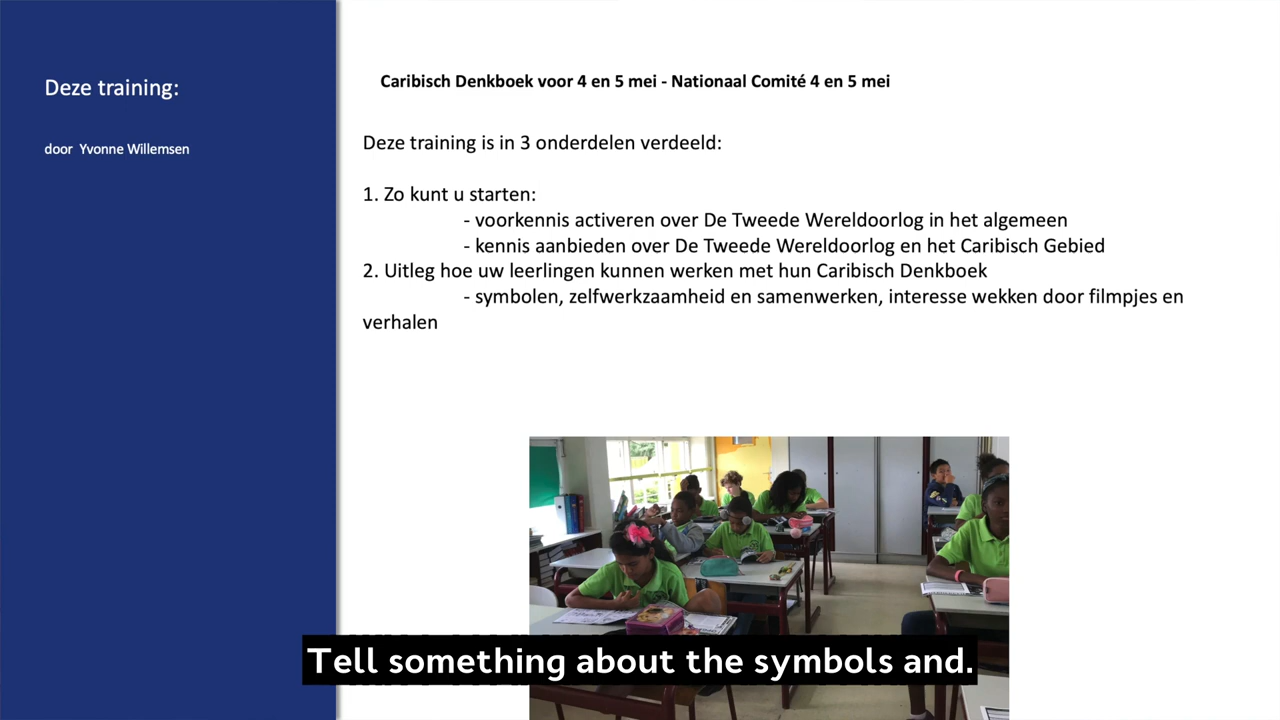 Deze training:
door Yvonne Willemsen
Caribisch Denkboek voor 4 en 5 mei - Nationaal Comité 4 en 5 mei
Deze training is in 3 onderdelen verdeeld:
1. Zo kunt u starten:
- voorkennis activeren over De Tweede Wereldoorlog in het algemeen
- kennis aanbieden over De Tweede Wereldoorlog en het Caribisch Gebied
2. Uitleg hoe uw leerlingen kunnen werken met hun Caribisch Denkboek
- symbolen, zelfwerkzaamheid en samenwerken, interesse wekken door filmpjes en
verhalen
Tell something about the symbols and.